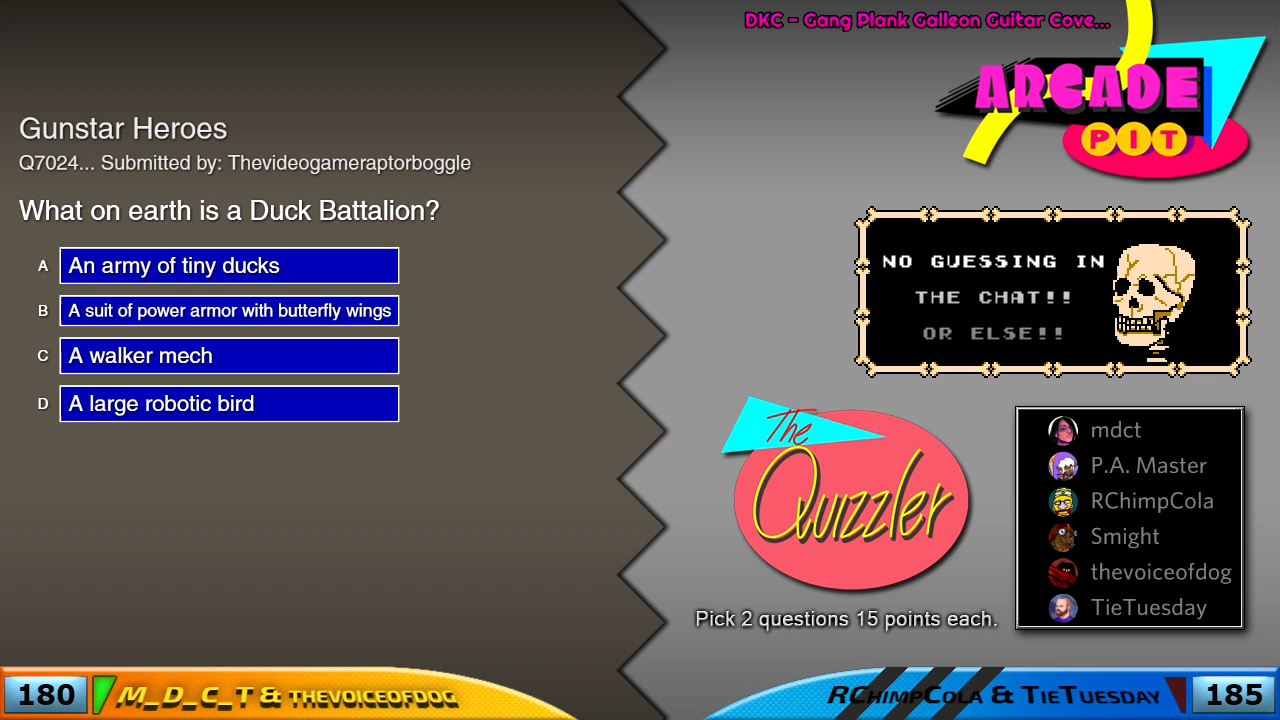 DKC - Gang Plank Galleon Guitar Cove...
ARCADE
PIT
Gunstar Heroes
Q7024... Submitted by: Thevideogameraptorboggle
What on earth is a Duck Battalion?
A An army of tiny ducks
B A suit of power armor with butterfly wings
C A walker mech
D A large robotic bird
NO GUESSING IN
THE CHAT!!
OR ELSE!!
The
Quizzler
Pick 2 questions 15 points each.
mdct
P.A. Master
RChimpCola
Smight
thevoiceofdog
TieTuesday
180 M_D_C_T & THEVOICEOFDOG
RCHIMPCOLA & TIETUESDAY 185